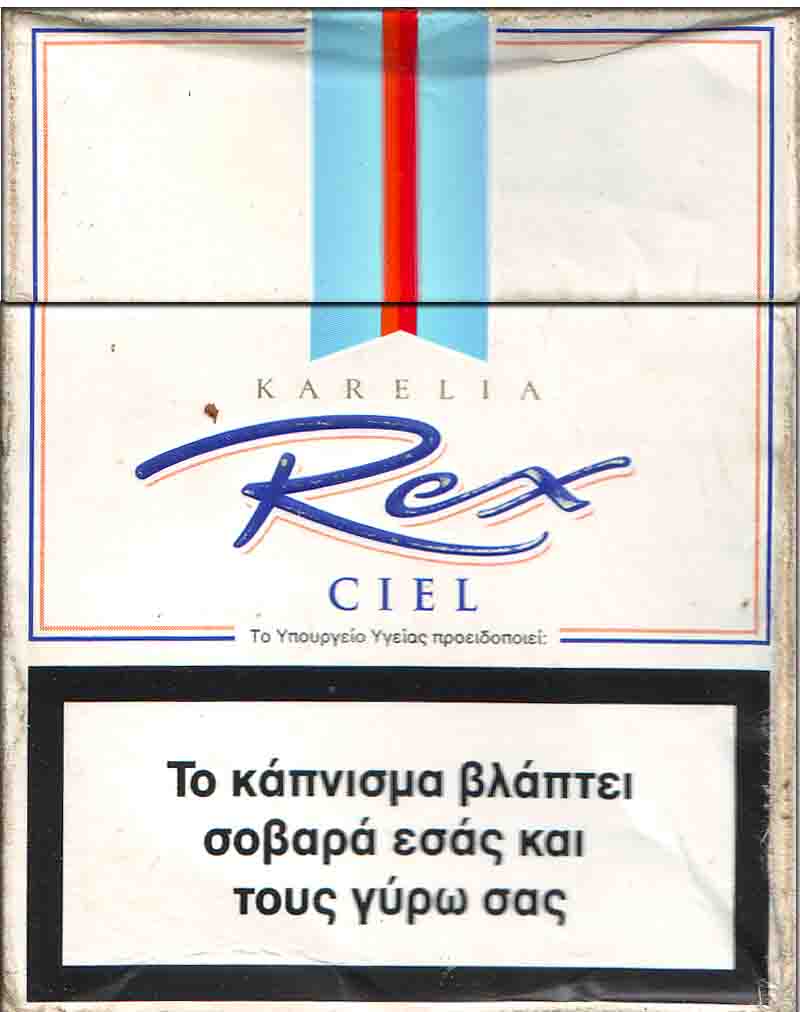 KARELIA
Rex
CIEL
Το Υπουργείο Υγείας προειδοποιεί:
Το κάπνισμα βλάπτει
σοβαρά εσάς και
τους γύρω σας